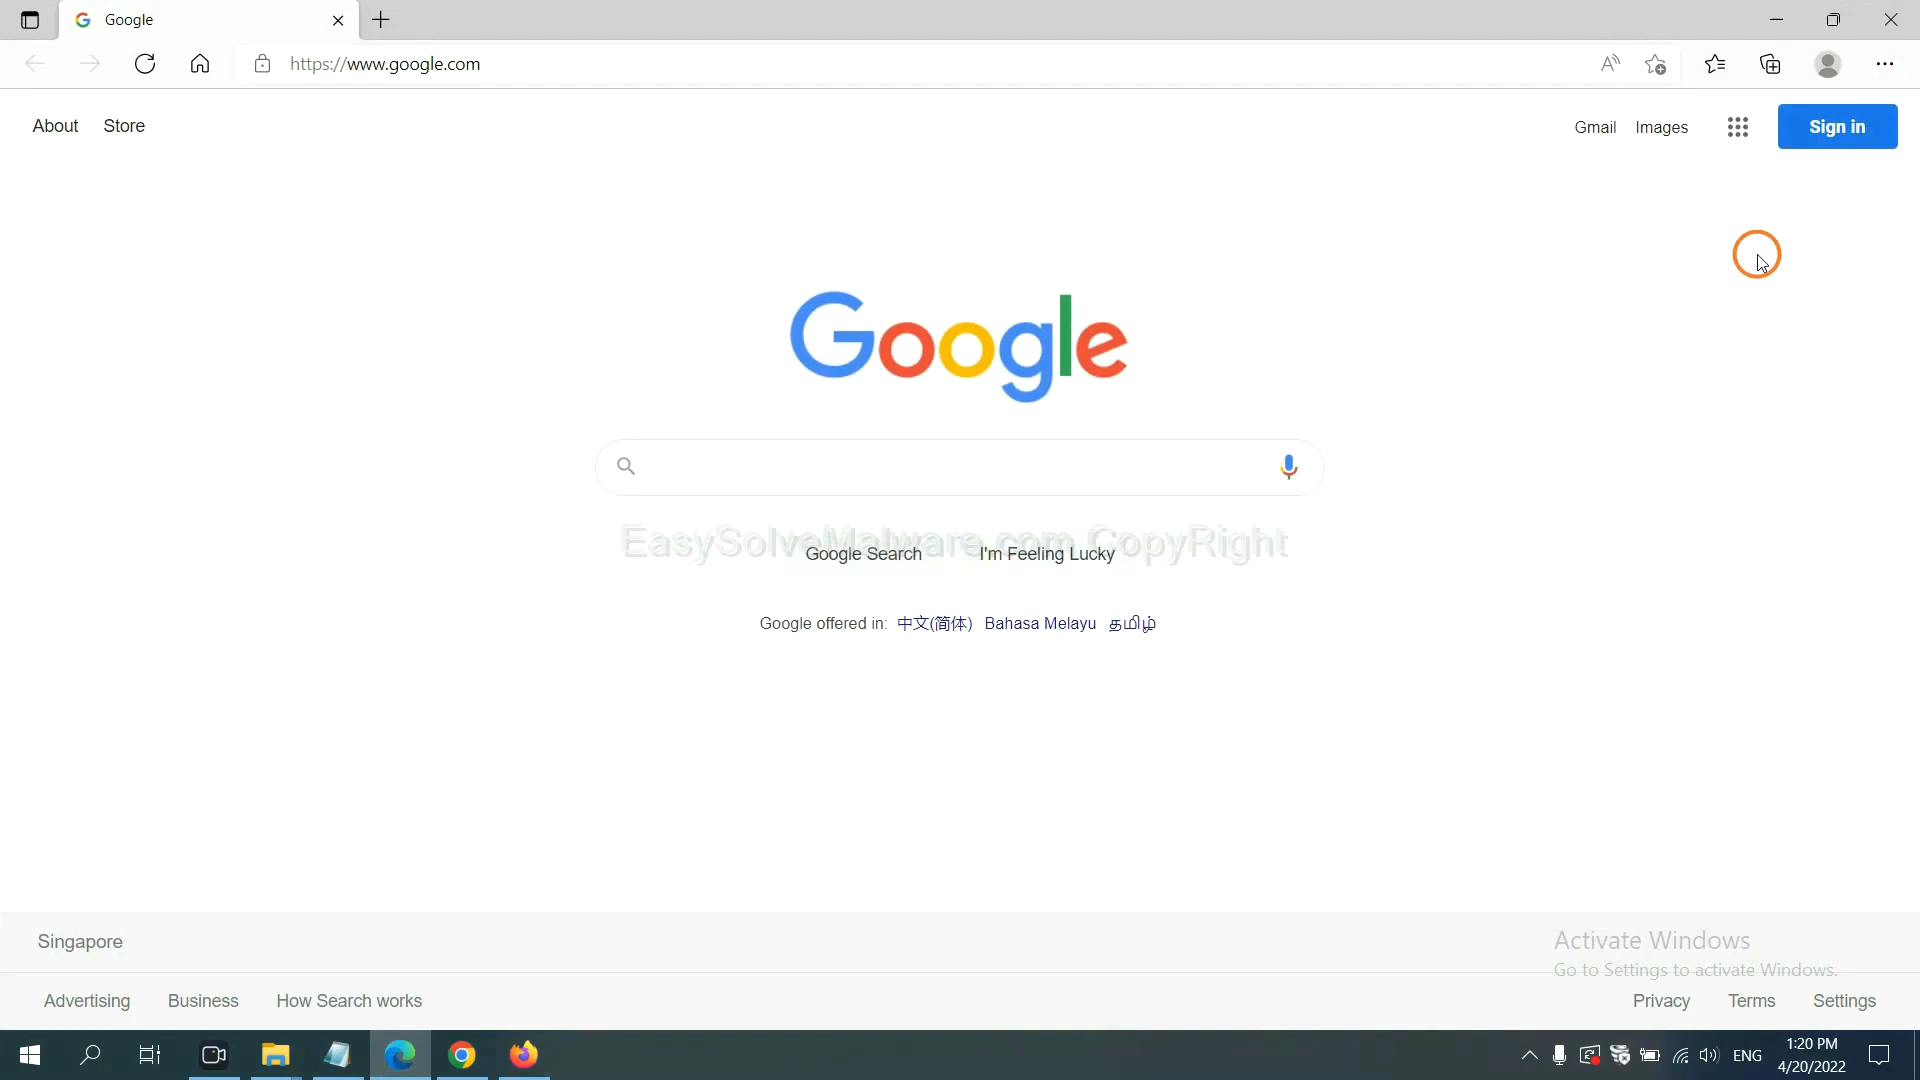 Google
https://www.google.com
About Store
Gmail Images Sign in
Google
EasySolveMalware.com CopyRight
Google Search I'm Feeling Lucky
Google offered in: 中文(简体) Bahasa Melayu தமிழ்
Singapore
Activate Windows
Go to Settings to activate Windows.
Advertising Business How Search works
Privacy Terms Settings
ENG
1:20 PM
4/20/2022